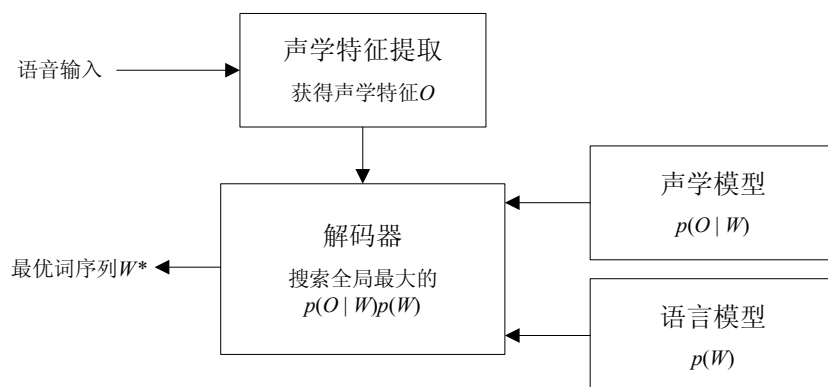 声学特征提取
获得声学特征O
语音输入
声学模型
p(O | W)
解码器
搜索全局最大的
p(O | W)p(W)
最优词序列W*
语言模型
p(W)